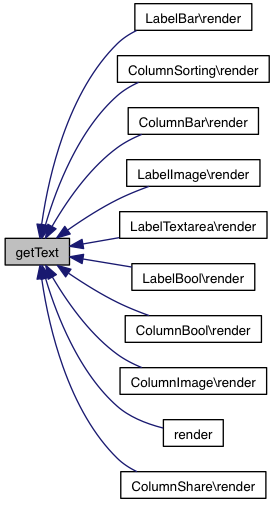 LabelBar\render
ColumnSorting\render
ColumnBar\render
LabelImage\render
LabelTextarea\render
getText
LabelBool\render
ColumnBool\render
ColumnImage\render
render
ColumnShare\render